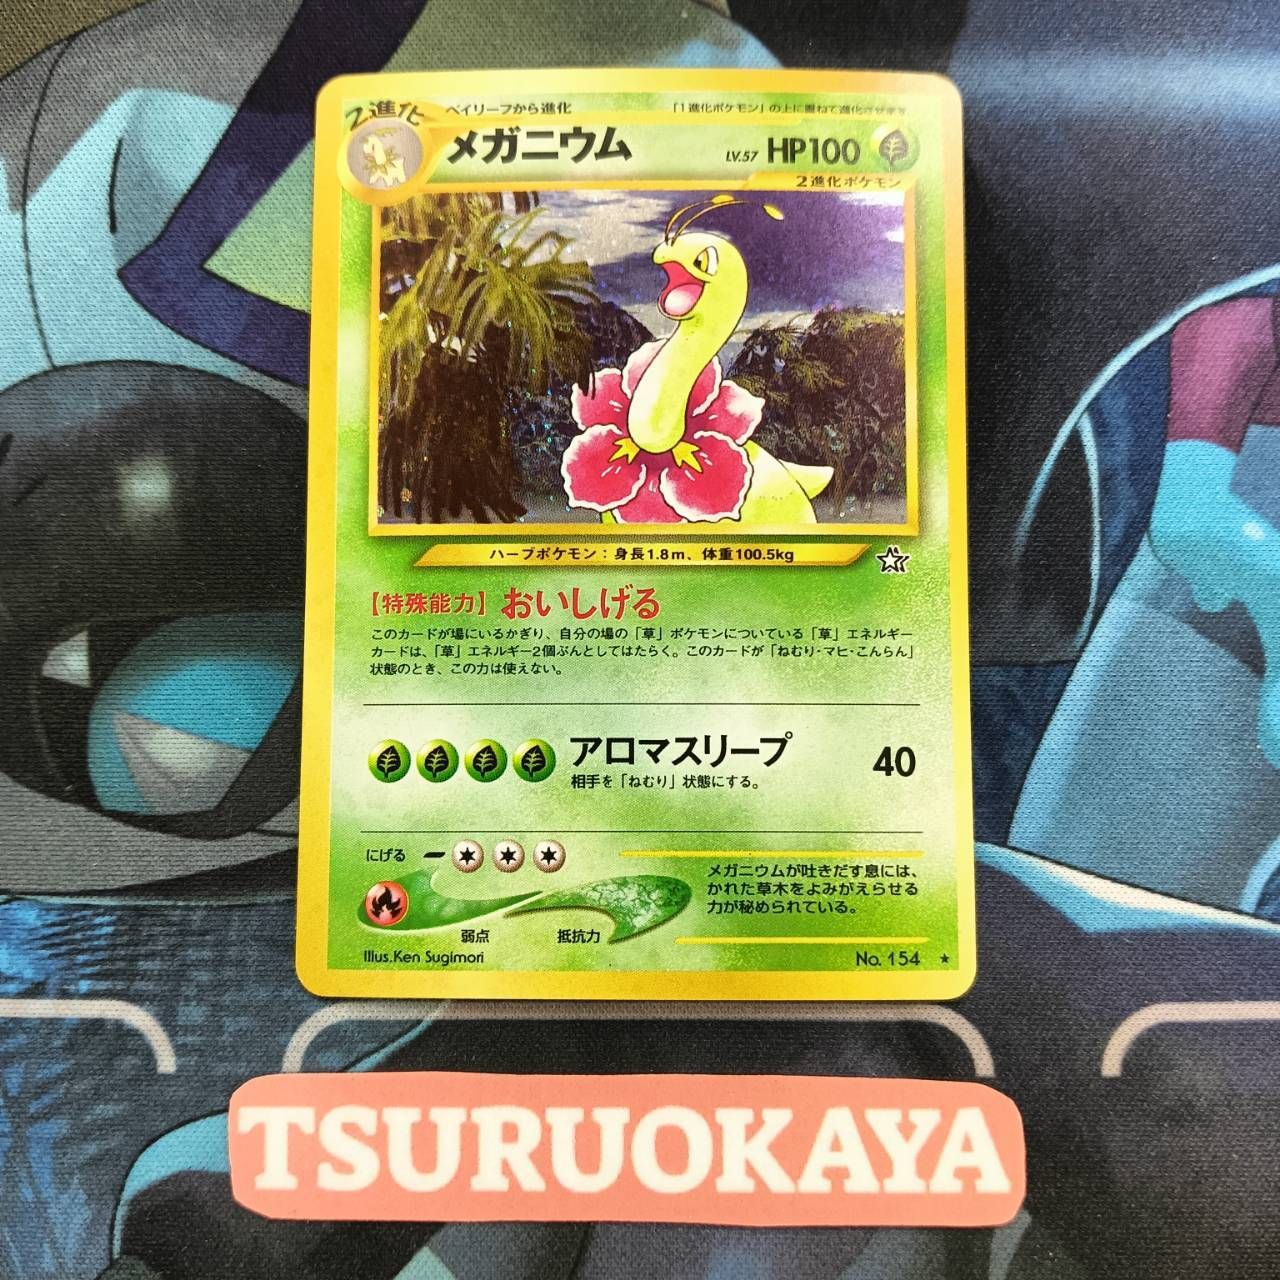 2進化
ベイリーフから進化
「1進化ポケモン」の上に重ねて進化させます
メガニウム
LV.57 HP100
2進化ポケモン
ハーブポケモン：身長1.8m、体重100.5kg
【特殊能力】おいしげる
このカードが場にいるかぎり、自分の場の「草」ポケモンについている「草」エネルギー
カードは、「草」エネルギー2個ぶんとしてはたらく。このカードが「ねむり・マヒ・こんらん」
状態のとき、この力は使えない。
アロマスリープ 40
相手を「ねむり」状態にする。
にげる
弱点 抵抗力
メガニウムが吐きだす息には、
かれた草木をよみがえらせる
力が秘められている。
Illus.Ken Sugimori
No. 154 ★
TSURUOKAYA